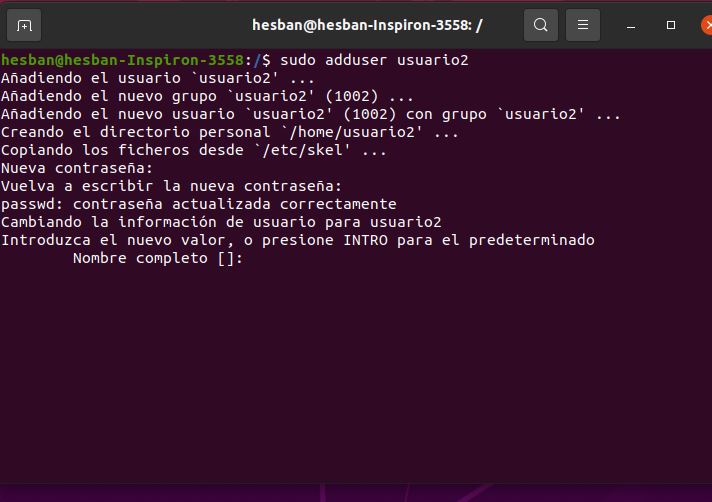 hesban@hesban-Inspiron-3558: /
hesban@hesban-Inspiron-3558:/$ sudo adduser usuario2
Añadiendo el usuario `usuario2' ...
Añadiendo el nuevo grupo `usuario2' (1002) ...
Añadiendo el nuevo usuario `usuario2' (1002) con grupo `usuario2' ...
Creando el directorio personal `/home/usuario2' ...
Copiando los ficheros desde `/etc/skel' ...
Nueva contraseña:
Vuelva a escribir la nueva contraseña:
passwd: contraseña actualizada correctamente
Cambiando la información de usuario para usuario2
Introduzca el nuevo valor, o presione INTRO para el predeterminado
        Nombre completo []: